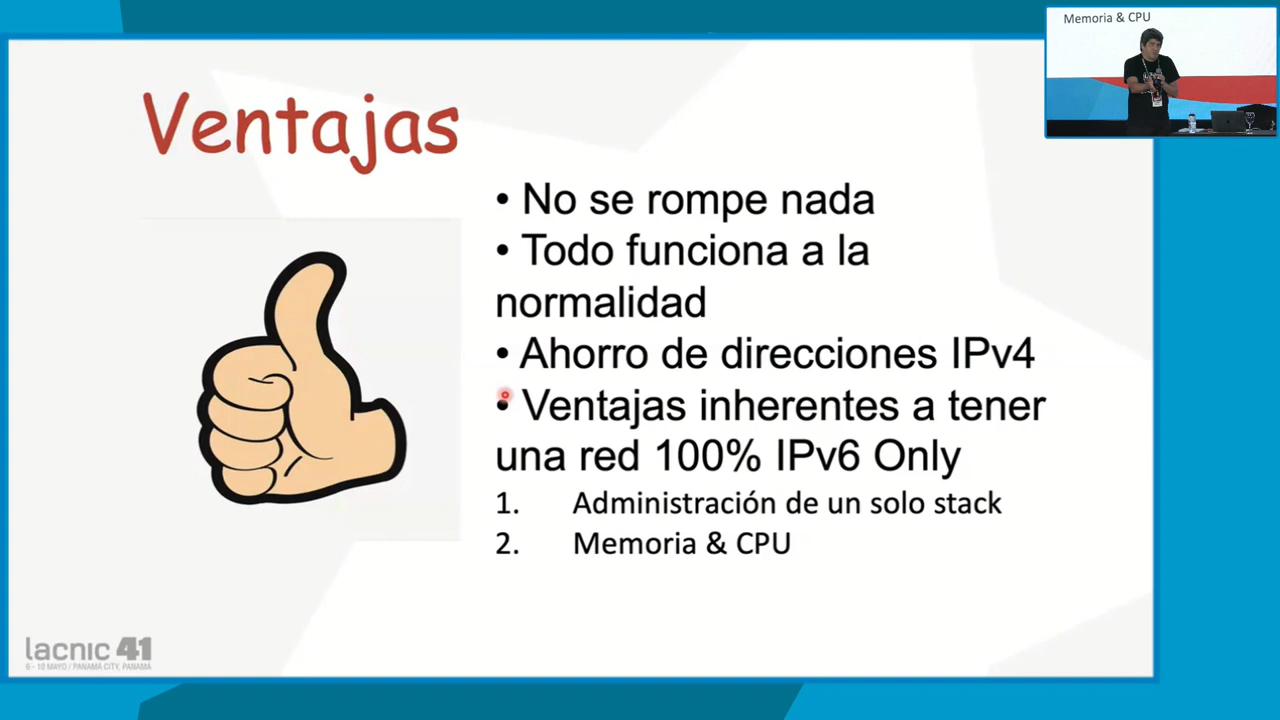 Memoria & CPU
Ventajas
• No se rompe nada
• Todo funciona a la
normalidad
• Ahorro de direcciones IPv4
• Ventajas inherentes a tener
una red 100% IPv6 Only
1. Administración de un solo stack
2. Memoria & CPU
lacnic 41
6 - 10 MAYO / PANAMÁ CITY, PANAMÁ